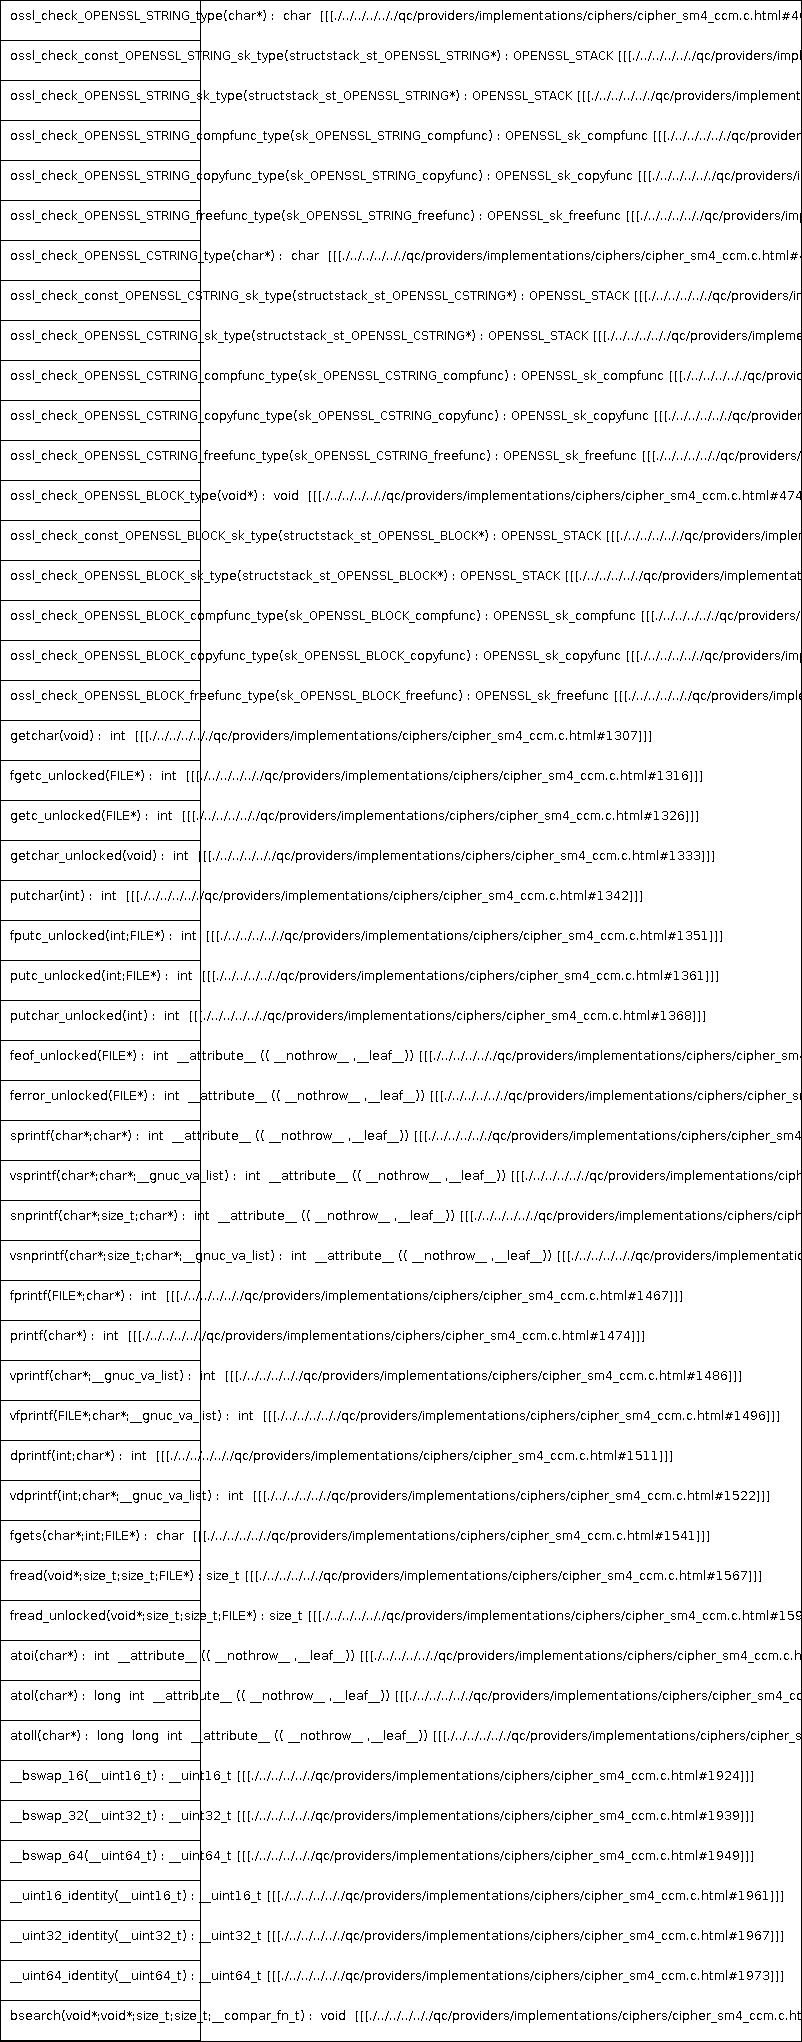 ossl_check_OPENSSL_STRING_type(char*) : char [[[./../../../../../qc/providers/implementations/ciphers/cipher_sm4_ccm.c.html#4
ossl_check_const_OPENSSL_STRING_sk_type(structstack_st_OPENSSL_STRING*) : OPENSSL_STACK [[[./../../../../../qc/providers/impl
ossl_check_OPENSSL_STRING_sk_type(structstack_st_OPENSSL_STRING*) : OPENSSL_STACK [[[./../../../../../qc/providers/implement
ossl_check_OPENSSL_STRING_compfunc_type(sk_OPENSSL_STRING_compfunc) : OPENSSL_sk_compfunc [[[./../../../../../qc/provider
ossl_check_OPENSSL_STRING_copyfunc_type(sk_OPENSSL_STRING_copyfunc) : OPENSSL_sk_copyfunc [[[./../../../../../qc/providers/i
ossl_check_OPENSSL_STRING_freefunc_type(sk_OPENSSL_STRING_freefunc) : OPENSSL_sk_freefunc [[[./../../../../../qc/providers/im
ossl_check_OPENSSL_CSTRING_type(char*) : char [[[./../../../../../qc/providers/implementations/ciphers/cipher_sm4_ccm.c.html#
ossl_check_const_OPENSSL_CSTRING_sk_type(structstack_st_OPENSSL_CSTRING*) : OPENSSL_STACK [[[./../../../../../qc/providers/i
ossl_check_OPENSSL_CSTRING_sk_type(structstack_st_OPENSSL_CSTRING*) : OPENSSL_STACK [[[./../../../../../qc/providers/impleme
ossl_check_OPENSSL_CSTRING_compfunc_type(sk_OPENSSL_CSTRING_compfunc) : OPENSSL_sk_compfunc [[[./../../../../../qc/provi
ossl_check_OPENSSL_CSTRING_copyfunc_type(sk_OPENSSL_CSTRING_copyfunc) : OPENSSL_sk_copyfunc [[[./../../../../../qc/provider
ossl_check_OPENSSL_CSTRING_freefunc_type(sk_OPENSSL_CSTRING_freefunc) : OPENSSL_sk_freefunc [[[./../../../../../qc/providers/
ossl_check_OPENSSL_BLOCK_type(void*) : void [[[./../../../../../qc/providers/implementations/ciphers/cipher_sm4_ccm.c.html#474
ossl_check_const_OPENSSL_BLOCK_sk_type(structstack_st_OPENSSL_BLOCK*) : OPENSSL_STACK [[[./../../../../../qc/providers/imple
ossl_check_OPENSSL_BLOCK_sk_type(structstack_st_OPENSSL_BLOCK*) : OPENSSL_STACK [[[./../../../../../qc/providers/implementat
ossl_check_OPENSSL_BLOCK_compfunc_type(sk_OPENSSL_BLOCK_compfunc) : OPENSSL_sk_compfunc [[[./../../../../../qc/providers/
ossl_check_OPENSSL_BLOCK_copyfunc_type(sk_OPENSSL_BLOCK_copyfunc) : OPENSSL_sk_copyfunc [[[./../../../../../qc/providers/im
ossl_check_OPENSSL_BLOCK_freefunc_type(sk_OPENSSL_BLOCK_freefunc) : OPENSSL_sk_freefunc [[[./../../../../../qc/providers/imple
getchar(void) : int [[[./../../../../../qc/providers/implementations/ciphers/cipher_sm4_ccm.c.html#1307]]]
fgetc_unlocked(FILE*) : int [[[./../../../../../qc/providers/implementations/ciphers/cipher_sm4_ccm.c.html#1316]]]
getc_unlocked(FILE*) : int [[[./../../../../../qc/providers/implementations/ciphers/cipher_sm4_ccm.c.html#1326]]]
getchar_unlocked(void) : int [[[./../../../../../qc/providers/implementations/ciphers/cipher_sm4_ccm.c.html#1333]]]
putchar(int) : int [[[./../../../../../qc/providers/implementations/ciphers/cipher_sm4_ccm.c.html#1342]]]
fputc_unlocked(int;FILE*) : int [[[./../../../../../qc/providers/implementations/ciphers/cipher_sm4_ccm.c.html#1351]]]
putc_unlocked(int;FILE*) : int [[[./../../../../../qc/providers/implementations/ciphers/cipher_sm4_ccm.c.html#1361]]]
putchar_unlocked(int) : int [[[./../../../../../qc/providers/implementations/ciphers/cipher_sm4_ccm.c.html#1368]]]
feof_unlocked(FILE*) : int __attribute__ (( __nothrow__ ,__leaf__)) [[[./../../../../../qc/providers/implementations/ciphers/cipher_sm
ferror_unlocked(FILE*) : int __attribute__ (( __nothrow__ ,__leaf__)) [[[./../../../../../qc/providers/implementations/ciphers/cipher_s
sprintf(char*;char*) : int __attribute__ (( __nothrow__ ,__leaf__)) [[[./../../../../../qc/providers/implementations/ciphers/cipher_sm4
vsprintf(char*;char*;__gnuc_va_list) : int __attribute__ (( __nothrow__ ,__leaf__)) [[[./../../../../../qc/providers/implementations/ciph
snprintf(char*;size_t;char*) : int __attribute__ (( __nothrow__ ,__leaf__)) [[[./../../../../../qc/providers/implementations/ciphers/ciph
vsnprintf(char*;size_t;char*;__gnuc_va_list) : int __attribute__ (( __nothrow__ ,__leaf__)) [[[./../../../../../qc/providers/implementatio
fprintf(FILE*;char*) : int [[[./../../../../../qc/providers/implementations/ciphers/cipher_sm4_ccm.c.html#1467]]]
printf(char*) : int [[[./../../../../../qc/providers/implementations/ciphers/cipher_sm4_ccm.c.html#1474]]]
vprintf(char*;__gnuc_va_list) : int [[[./../../../../../qc/providers/implementations/ciphers/cipher_sm4_ccm.c.html#1486]]]
vfprintf(FILE*;char*;__gnuc_va_list) : int [[[./../../../../../qc/providers/implementations/ciphers/cipher_sm4_ccm.c.html#1496]]]
dprintf(int;char*) : int [[[./../../../../../qc/providers/implementations/ciphers/cipher_sm4_ccm.c.html#1511]]]
vdprintf(int;char*;__gnuc_va_list) : int [[[./../../../../../qc/providers/implementations/ciphers/cipher_sm4_ccm.c.html#1522]]]
fgets(char*;int;FILE*) : char [[[./../../../../../qc/providers/implementations/ciphers/cipher_sm4_ccm.c.html#1541]]]
fread(void*;size_t;size_t;FILE*) : size_t [[[./../../../../../qc/providers/implementations/ciphers/cipher_sm4_ccm.c.html#1567]]]
fread_unlocked(void*;size_t;size_t;FILE*) : size_t [[[./../../../../../qc/providers/implementations/ciphers/cipher_sm4_ccm.c.html#159
atoi(char*) : int __attribute__ (( __nothrow__ ,__leaf__)) [[[./../../../../../qc/providers/implementations/ciphers/cipher_sm4_ccm.c.h
atol(char*) : long int __attribute__ (( __nothrow__ ,__leaf__)) [[[./../../../../../qc/providers/implementations/ciphers/cipher_sm4_cc
atoll(char*) : long long int __attribute__ (( __nothrow__ ,__leaf__)) [[[./../../../../../qc/providers/implementations/ciphers/cipher_s
__bswap_16(__uint16_t) : __uint16_t [[[./../../../../../qc/providers/implementations/ciphers/cipher_sm4_ccm.c.html#1924]]]
__bswap_32(__uint32_t) : __uint32_t [[[./../../../../../qc/providers/implementations/ciphers/cipher_sm4_ccm.c.html#1939]]]
__bswap_64(__uint64_t) : __uint64_t [[[./../../../../../qc/providers/implementations/ciphers/cipher_sm4_ccm.c.html#1949]]]
__uint16_identity(__uint16_t) : __uint16_t [[[./../../../../../qc/providers/implementations/ciphers/cipher_sm4_ccm.c.html#1961]]]
__uint32_identity(__uint32_t) : __uint32_t [[[./../../../../../qc/providers/implementations/ciphers/cipher_sm4_ccm.c.html#1967]]]
__uint64_identity(__uint64_t) : __uint64_t [[[./../../../../../qc/providers/implementations/ciphers/cipher_sm4_ccm.c.html#1973]]]
bsearch(void*;void*;size_t;size_t;__compar_fn_t) : void [[[./../../../../../qc/providers/implementations/ciphers/cipher_sm4_ccm.c.ht